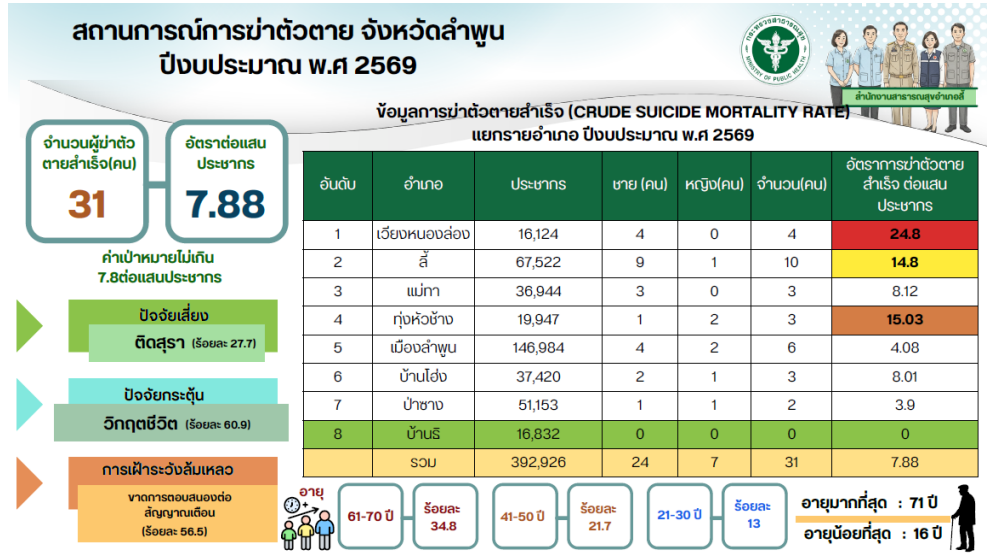 สถานการณ์การฆ่าตัวตาย จังหวัดลำพูน
ปีงบประมาณ พ.ศ 2569
กระทรวงสาธารณสุข
MINISTRY OF PUBLIC HEALTH
สำนักงานสาธารณสุขอำเภอลี้
ข้อมูลการฆ่าตัวตายสำเร็จ (CRUDE SUICIDE MORTALITY RATE)
แยกรายอำเภอ ปีงบประมาณ พ.ศ 2569
จำนวนผู้ฆ่าตัว
ตายสำเร็จ(คน)
31
อัตราต่อแสน
ประชากร
7.88
ค่าเป้าหมายไม่เกิน
7.8ต่อแสนประชากร
ปัจจัยเสี่ยง
ติดสุรา (ร้อยละ 27.7)
ปัจจัยกระตุ้น
วิกฤตชีวิต (ร้อยละ 60.9)
การเฝ้าระวังล้มเหลว
ขาดการตอบสนองต่อ
สัญญาณเตือน
(ร้อยละ 56.5)
อันดับ อำเภอ ประชากร ชาย (คน) หญิง(คน) จำนวน(คน) อัตราการฆ่าตัวตาย
สำเร็จ ต่อแสน
ประชากร
1 เวียงหนองล่อง 16,124 4 0 4 24.8
2 ลี้ 67,522 9 1 10 14.8
3 แม่ทา 36,944 3 0 3 8.12
4 ทุ่งหัวช้าง 19,947 1 2 3 15.03
5 เมืองลำพูน 146,984 4 2 6 4.08
6 บ้านโฮ่ง 37,420 2 1 3 8.01
7 ป่าซาง 51,153 1 1 2 3.9
8 บ้านธิ 16,832 0 0 0 0
รวม 392,926 24 7 31 7.88
อายุ
61-70 ปี
ร้อยละ
34.8
41-50 ปี
ร้อยละ
21.7
21-30 ปี
ร้อยละ
13
อายุมากที่สุด : 71 ปี
อายุน้อยที่สุด : 16 ปี